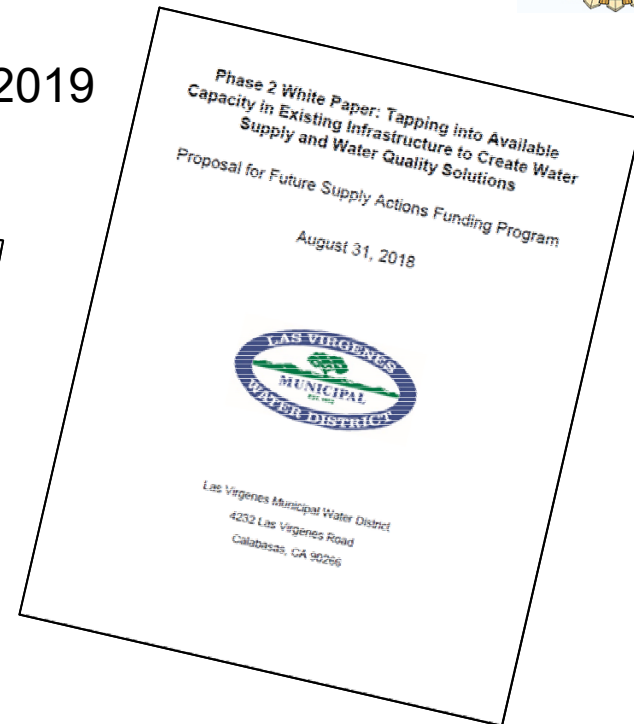 2019
Phase 2 White Paper: Tapping into Available
Capacity in Existing Infrastructure to Create Water
Supply and Water Quality Solutions
Proposal for Future Supply Actions Funding Program
August 31, 2018
LAS VIRGENES
MUNICIPAL
WATER DISTRICT
Las Virgenes Municipal Water District
4232 Las Virgenes Road
Calabasas, CA 90266